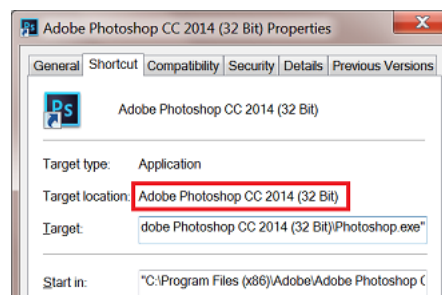 Adobe Photoshop CC 2014 (32 Bit) Properties
General Shortcut Compatibility Security Details Previous Versions
Ps Adobe Photoshop CC 2014 (32 Bit)
Target type: Application
Target location: Adobe Photoshop CC 2014 (32 Bit)
Target: dobe Photoshop CC 2014 (32 Bit)\Photoshop.exe"
Start in: "C:\Program Files (x86)\Adobe\Adobe Photoshop C